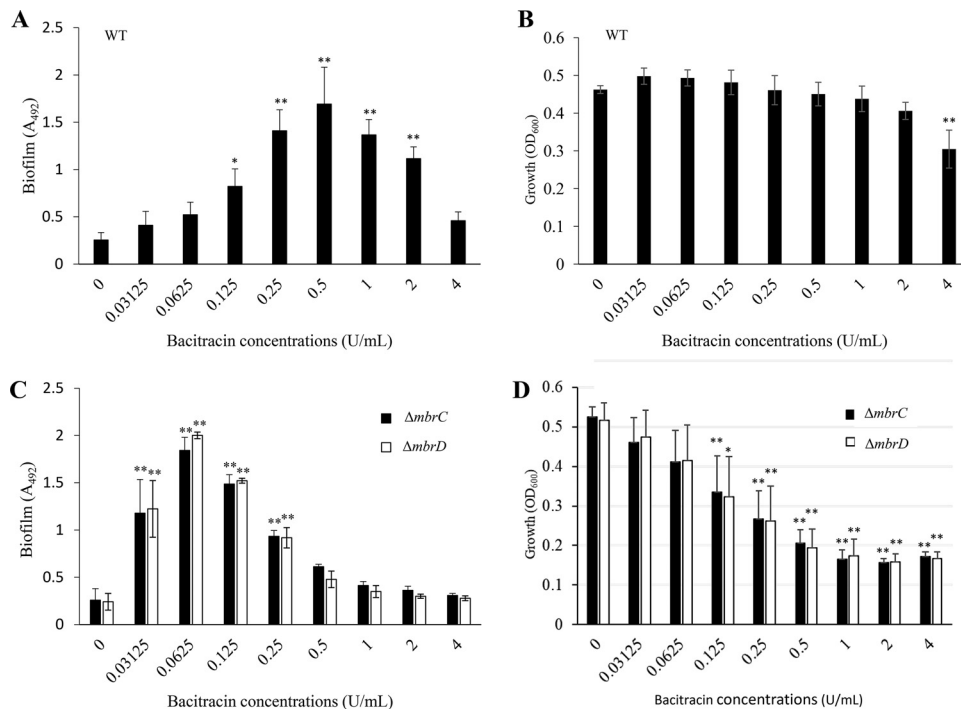 A
WT
Biofilm (A492)
2.5
2
1.5
1
0.5
0
* ** ** ** **
0 0.03125 0.0625 0.125 0.25 0.5 1 2 4
Bacitracin concentrations (U/mL)
B
WT
Growth (OD600)
0.6
0.5
0.4
0.3
0.2
0.1
0
**
0 0.03125 0.0625 0.125 0.25 0.5 1 2 4
Bacitracin concentrations (U/mL)
C
ΔmbrC
ΔmbrD
Biofilm (A492)
2.5
2
1.5
1
0.5
0
** ** ** ** ** ** ** **
0 0.03125 0.0625 0.125 0.25 0.5 1 2 4
Bacitracin concentrations (U/mL)
D
ΔmbrC
ΔmbrD
Growth (OD600)
0.6
0.5
0.4
0.3
0.2
0.1
0
** * ** ** ** ** ** ** ** ** ** **
0 0.03125 0.0625 0.125 0.25 0.5 1 2 4
Bacitracin concentrations (U/mL)